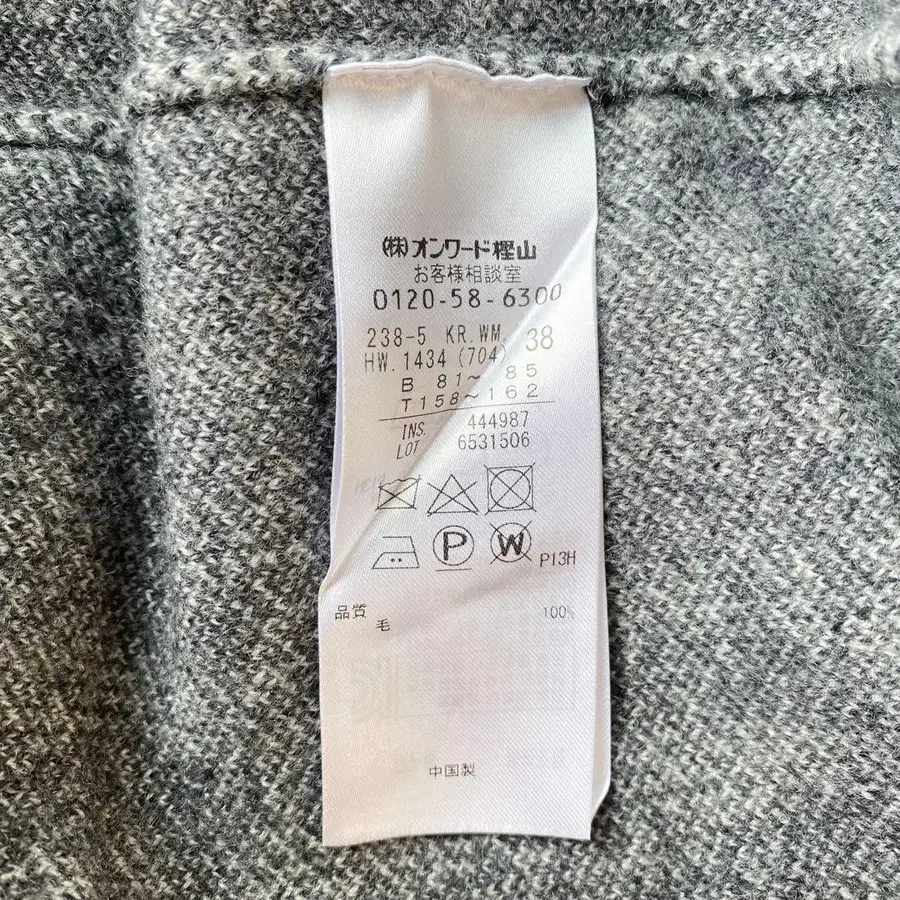 (株)オンワード樫山
お客様相談室
0120-58-6300
238-5 KR.WM. 38
HW.1434 (704)
B 81~ 85
T158~162
INS. 444987
LOT 6531506
P
W
P13H
品質
毛 100%
中国製